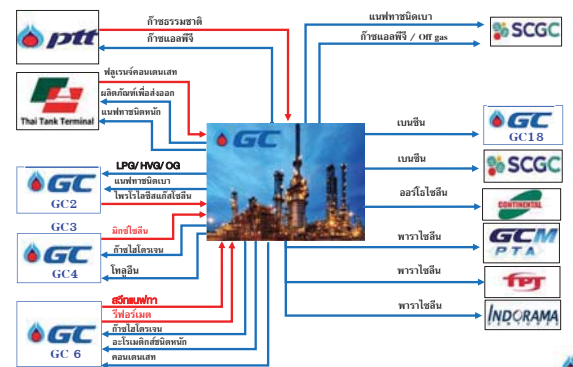 ptt
ก๊าซธรรมชาติ
ก๊าซแอลพีจี
Thai Tank Terminal
ฟลูเรนจ์คอนเดนเสท
ผลิตภัณฑ์เพื่อส่งออก
แนฟทาชนิดหนัก
GC
GC2
LPG/ HVG/ OG
แนฟทาชนิดเบา
ไพรโรไลซิสแก๊สโซลีน
GC3
GC
GC4
มิกซ์ไซลีน
ก๊าซไฮโดรเจน
โทลูอีน
GC
GC 6
สวีทแนฟทา
รีฟอร์เมต
ก๊าซไฮโดรเจน
อะโรเมติกส์ชนิดหนัก
คอนเดนเสท
GC
แนฟทาชนิดเบา
ก๊าซแอลพีจี / Off gas
SCGC
เบนซีน
GC
GC18
เบนซีน
SCGC
ออร์โธไซลีน
CONTINENTAL
พาราไซลีน
GCM
PTA
พาราไซลีน
TPT
พาราไซลีน
INDORAMA
VENTURES